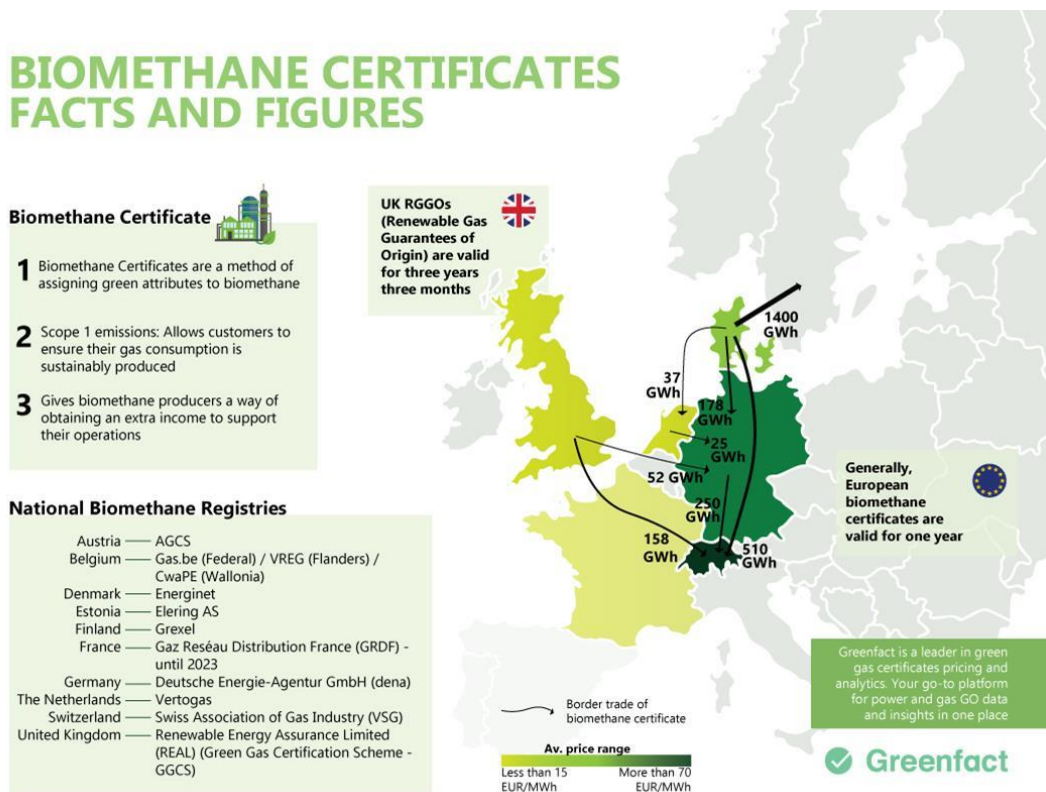 BIOMETHANE CERTIFICATES
FACTS AND FIGURES
Biomethane Certificate
1 Biomethane Certificates are a method of
assigning green attributes to biomethane
2 Scope 1 emissions: Allows customers to
ensure their gas consumption is
sustainably produced
3 Gives biomethane producers a way of
obtaining an extra income to support
their operations
National Biomethane Registries
Austria — AGCS
Belgium — Gas.be (Federal) / VREG (Flanders) /
CwaPE (Wallonia)
Denmark — Energinet
Estonia — Elering AS
Finland — Grexel
France — Gaz Reséau Distribution France (GRDF) -
until 2023
Germany — Deutsche Energie-Agentur GmbH (dena)
The Netherlands — Vertogas
Switzerland — Swiss Association of Gas Industry (VSG)
United Kingdom — Renewable Energy Assurance Limited
(REAL) (Green Gas Certification Scheme -
GGCS)
UK RGGOs
(Renewable Gas
Guarantees of
Origin) are valid
for three years
three months
1400
GWh
37
GWh
178
GWh
25
GWh
52 GWh
250
GWh
158
GWh
510
GWh
Generally,
European
biomethane
certificates are
valid for one year
Border trade of
biomethane certificate
Av. price range
Less than 15
EUR/MWh
More than 70
EUR/MWh
Greenfact is a leader in green
gas certificates pricing and
analytics. Your go-to platform
for power and gas GO data
and insights in one place
Greenfact